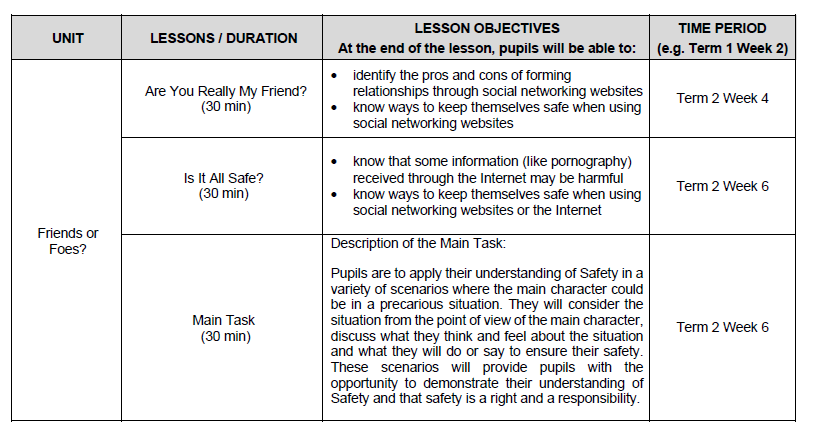 UNIT
LESSONS / DURATION
LESSON OBJECTIVES
At the end of the lesson, pupils will be able to:
TIME PERIOD
(e.g. Term 1 Week 2)
Friends or
Foes?
Are You Really My Friend?
(30 min)
• identify the pros and cons of forming
relationships through social networking websites
• know ways to keep themselves safe when using
social networking websites
Term 2 Week 4
Is It All Safe?
(30 min)
• know that some information (like pornography)
received through the Internet may be harmful
• know ways to keep themselves safe when using
social networking websites or the Internet
Term 2 Week 6
Main Task
(30 min)
Description of the Main Task:
Pupils are to apply their understanding of Safety in a
variety of scenarios where the main character could
be in a precarious situation. They will consider the
situation from the point of view of the main character,
discuss what they think and feel about the situation
and what they will do or say to ensure their safety.
These scenarios will provide pupils with the
opportunity to demonstrate their understanding of
Safety and that safety is a right and a responsibility.
Term 2 Week 6